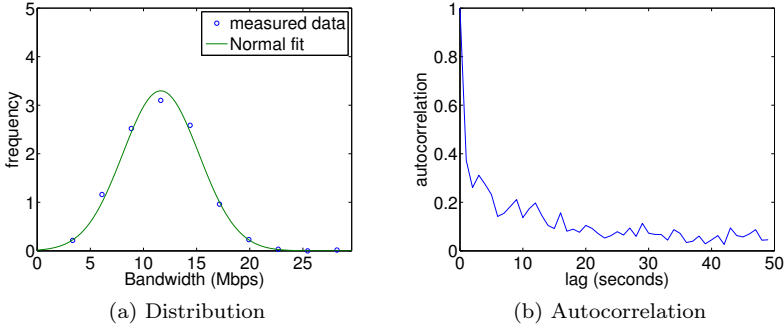 5
4
3
2
1
0
frequency
0 5 10 15 20 25
Bandwidth (Mbps)
measured data
Normal fit
(a) Distribution
1
0.8
0.6
0.4
0.2
0
autocorrelation
0 10 20 30 40 50
lag (seconds)
(b) Autocorrelation